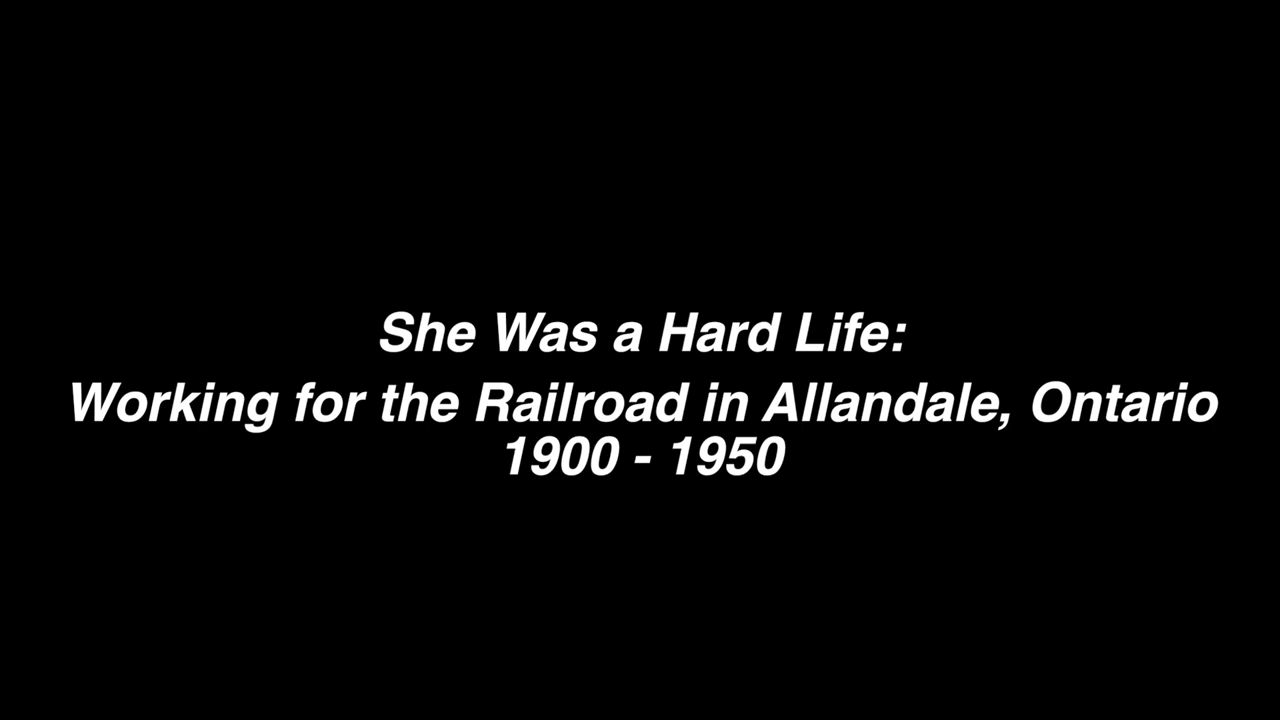 She Was a Hard Life:
Working for the Railroad in Allandale, Ontario
1900 - 1950